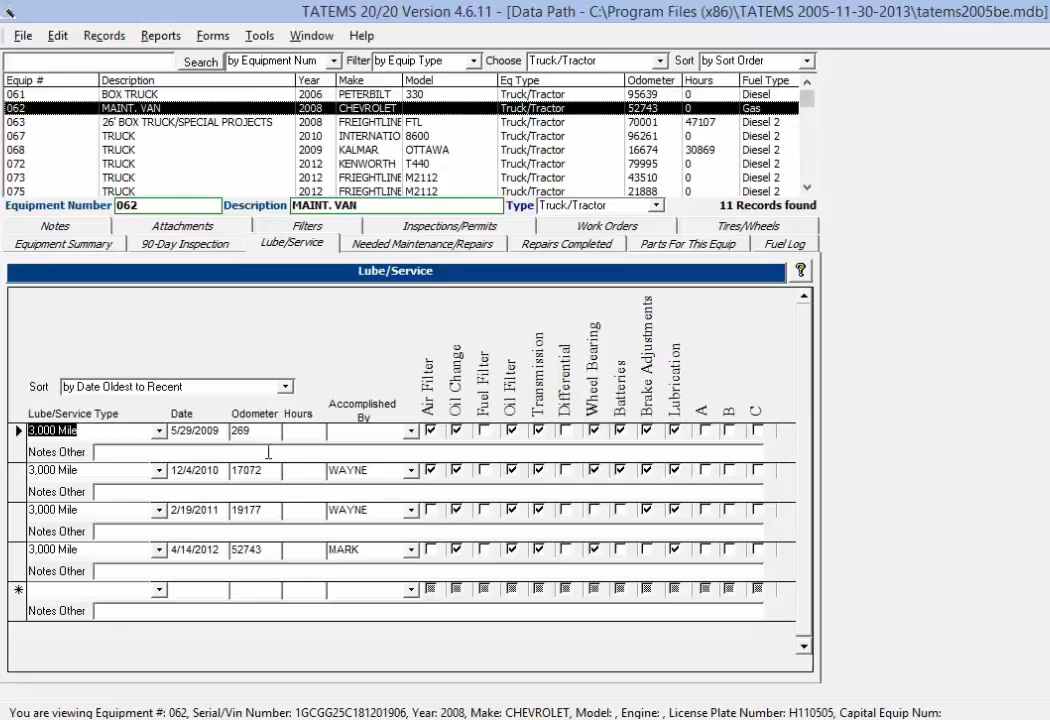 TATEMS 20/20 Version 4.6.11 - [Data Path - C:\Program Files (x86)\TATEMS 2005-11-30-2013\tatems2005be.mdb]
File Edit Records Reports Forms Tools Window Help
Search by Equipment Num Filter by Equip Type Choose Truck/Tractor Sort by Sort Order
Equip # Description Year Make Model Eq Type Odometer Hours Fuel Type
061 BOX TRUCK 2006 PETERBILT 330 Truck/Tractor 95639 0 Diesel
062 MAINT. VAN 2008 CHEVROLET Truck/Tractor 52743 0 Gas
063 26' BOX TRUCK/SPECIAL PROJECTS 2008 FREIGHTLINE FTL Truck/Tractor 70001 47107 Diesel 2
067 TRUCK 2010 INTERNATIO 8600 Truck/Tractor 96261 0 Diesel 2
068 TRUCK 2009 KALMAR OTTAWA Truck/Tractor 16674 30869 Diesel 2
072 TRUCK 2012 KENWORTH T440 Truck/Tractor 79995 0 Diesel 2
073 TRUCK 2012 FRIEGHTLINE M2112 Truck/Tractor 43510 0 Diesel 2
075 TRUCK 2012 FRIEGHTLINE M2112 Truck/Tractor 21888 0 Diesel 2
Equipment Number 062 Description MAINT. VAN Type Truck/Tractor 11 Records found
Notes Attachments Filters Inspections/Permits Work Orders Tires/Wheels
Equipment Summary 90-Day Inspection Lube/Service Needed Maintenance/Repairs Repairs Completed Parts For This Equip Fuel Log
Lube/Service ?
Sort by Date Oldest to Recent
Lube/Service Type Date Odometer Hours Accomplished By Air Filter Oil Change Fuel Filter Oil Filter Transmission Differential Wheel Bearing Batteries Brake Adjustments Lubrication A B C
3,000 Mile 5/29/2009 269
Notes Other
3,000 Mile 12/4/2010 17072 WAYNE
Notes Other
3,000 Mile 2/19/2011 19177 WAYNE
Notes Other
3,000 Mile 4/14/2012 52743 MARK
Notes Other
*
Notes Other
You are viewing Equipment #: 062, Serial/Vin Number: 1GCGG25C181201906, Year: 2008, Make: CHEVROLET, Model: , Engine: , License Plate Number: H110505, Capital Equip Num: